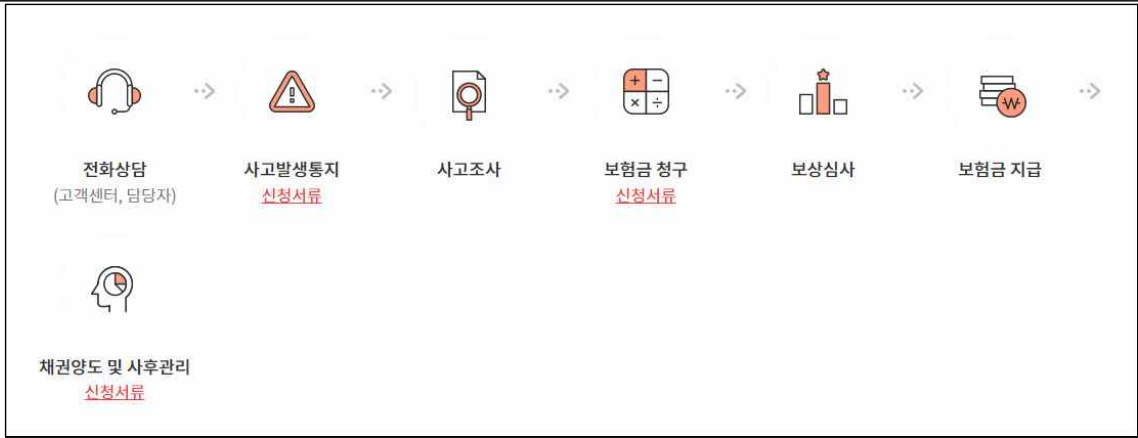 전화상담
(고객센터, 담당자)
사고발생통지
신청서류
사고조사
보험금 청구
신청서류
보상심사
보험금 지급
채권양도 및 사후관리
신청서류